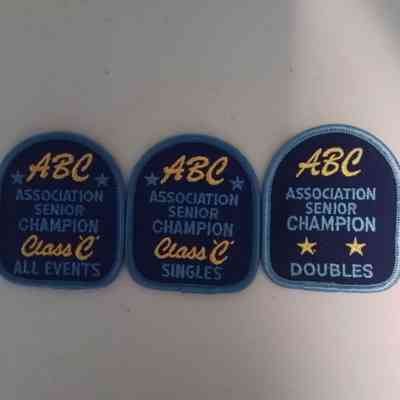 ABC
ASSOCIATION
SENIOR
CHAMPION
Class "C"
ALL EVENTS
ABC
ASSOCIATION
SENIOR
CHAMPION
Class "C"
SINGLES
ABC
ASSOCIATION
SENIOR
CHAMPION
DOUBLES